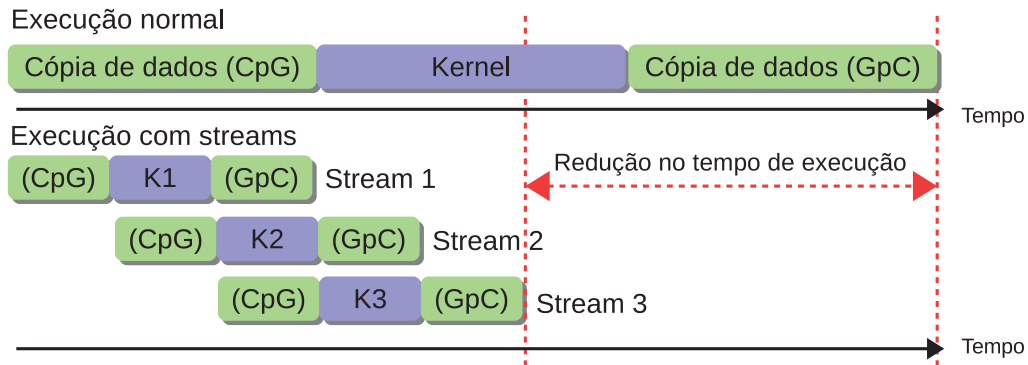 Execução normal
Cópia de dados (CpG) Kernel Cópia de dados (GpC)
Tempo
Execução com streams
Redução no tempo de execução
(CpG) K1 (GpC) Stream 1
(CpG) K2 (GpC) Stream 2
(CpG) K3 (GpC) Stream 3
Tempo